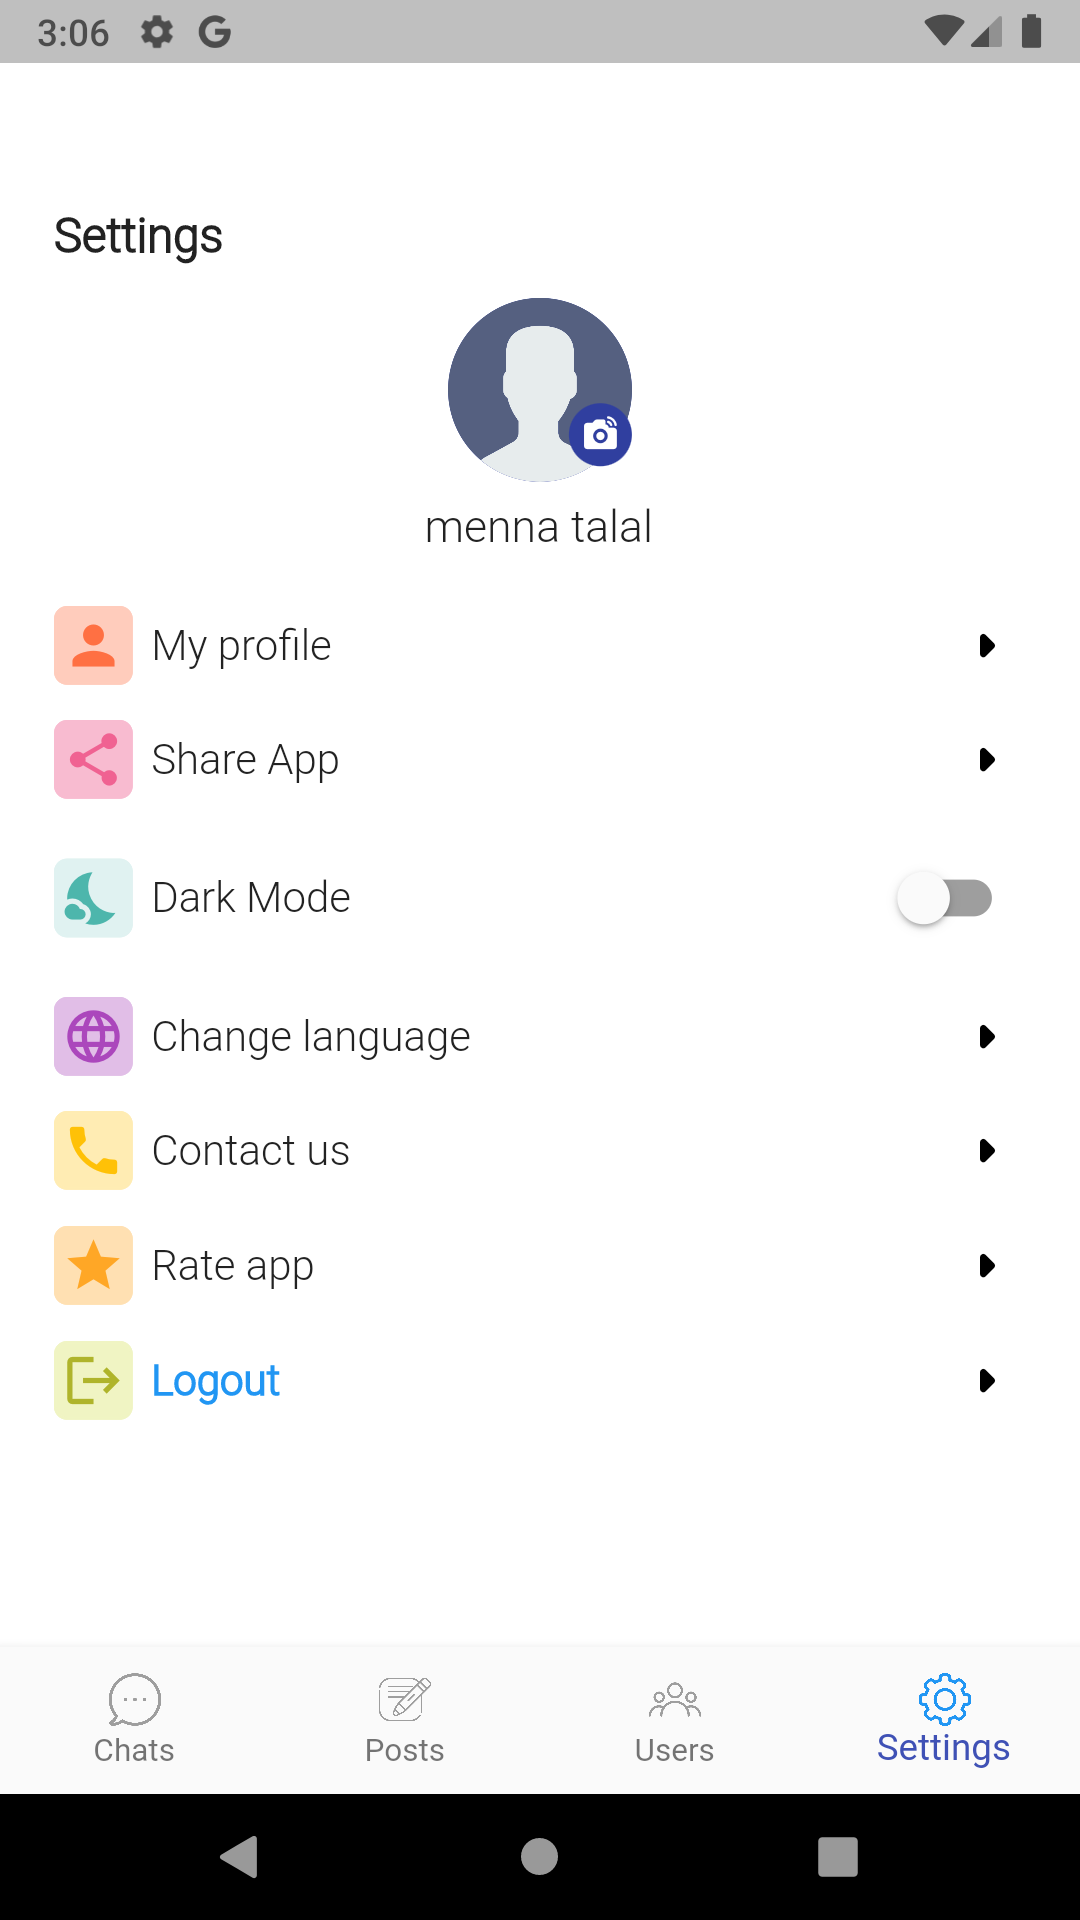 3:06
Settings
menna talal
My profile
Share App
Dark Mode
Change language
Contact us
Rate app
Logout
Chats
Posts
Users
Settings